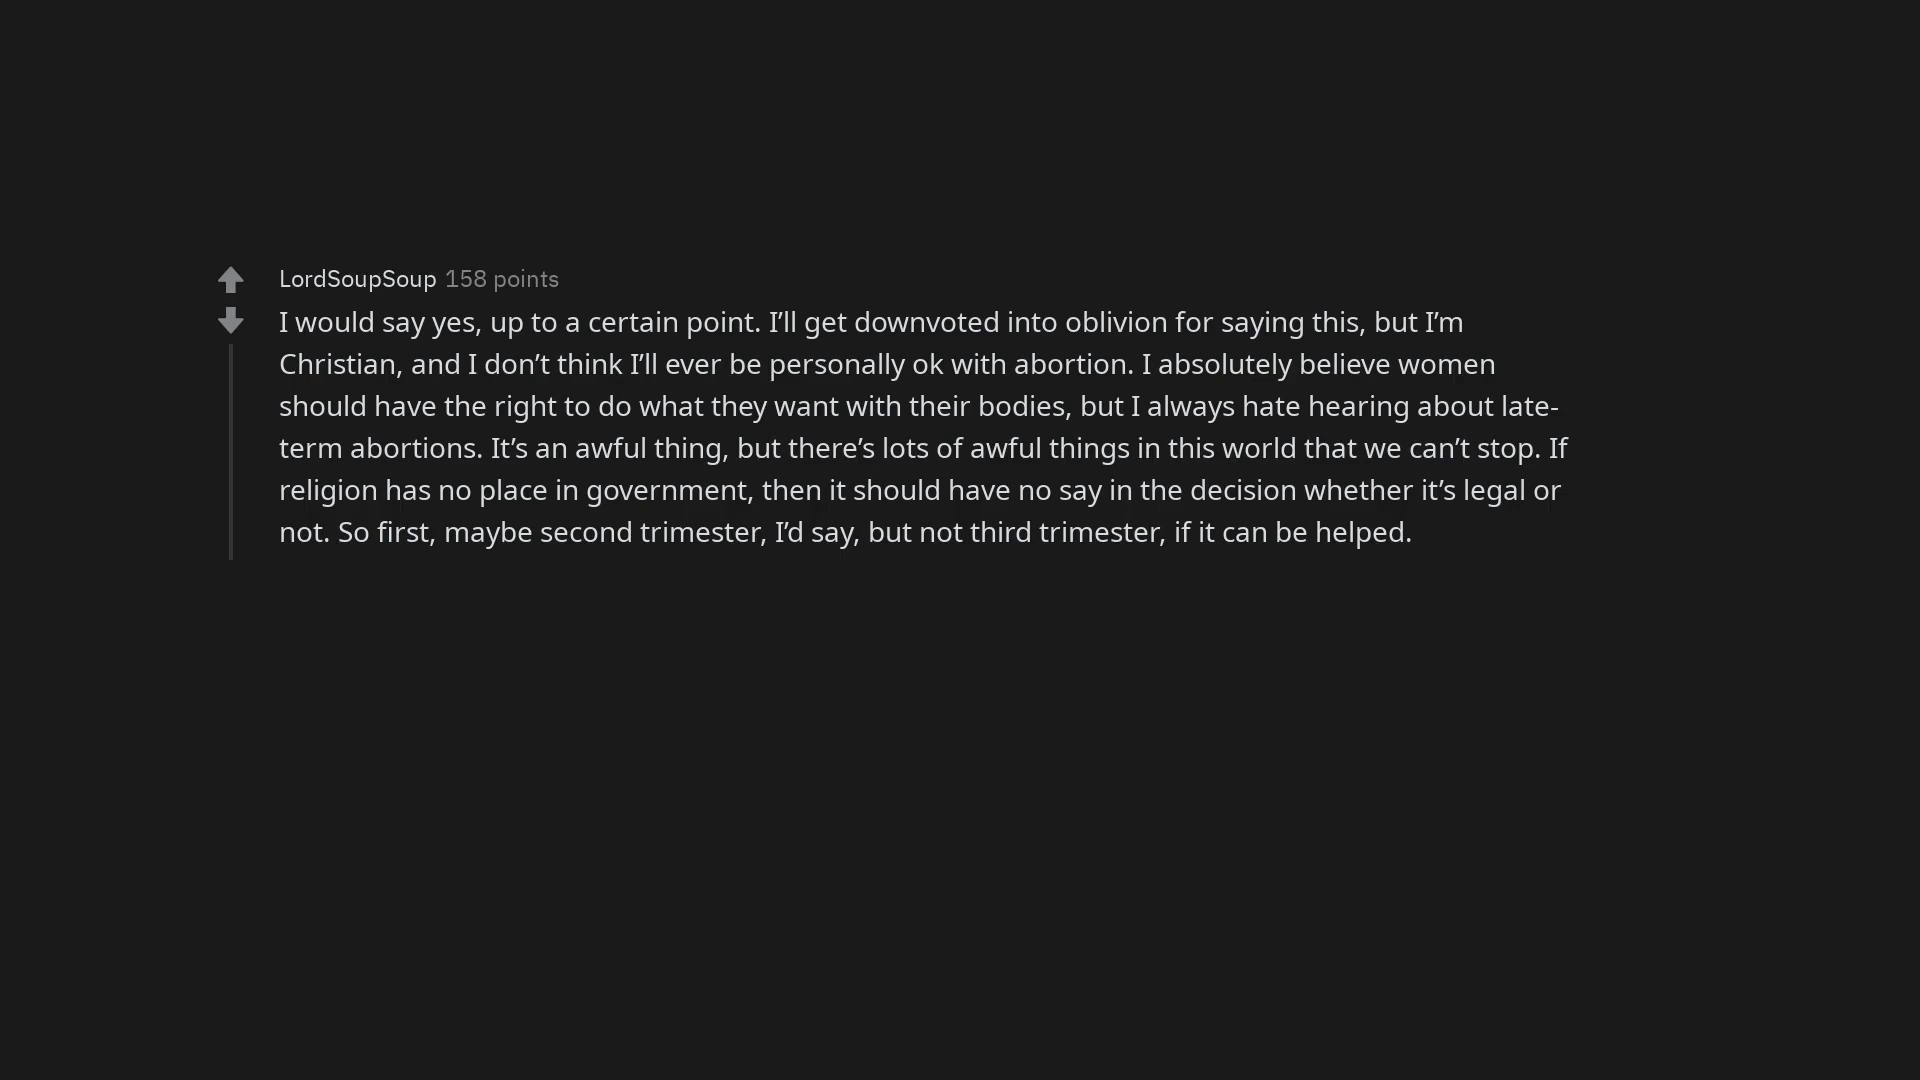 LordSoupSoup 158 points
I would say yes, up to a certain point. I’ll get downvoted into oblivion for saying this, but I’m
Christian, and I don’t think I’ll ever be personally ok with abortion. I absolutely believe women
should have the right to do what they want with their bodies, but I always hate hearing about late-
term abortions. It’s an awful thing, but there’s lots of awful things in this world that we can’t stop. If
religion has no place in government, then it should have no say in the decision whether it’s legal or
not. So first, maybe second trimester, I’d say, but not third trimester, if it can be helped.